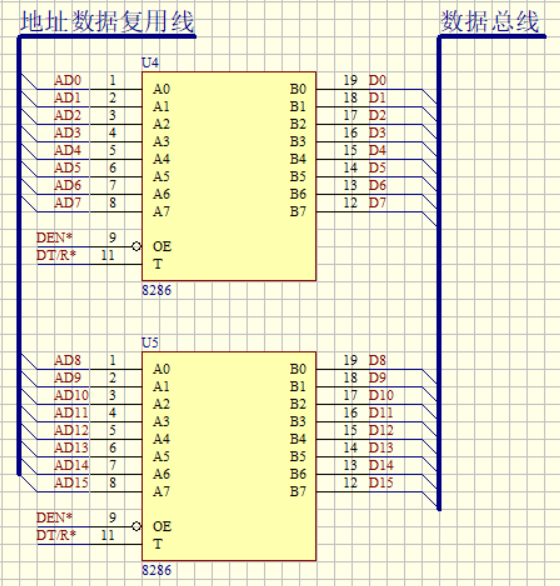 地址数据复用线 数据总线
U4
AD0 1 A0 B0 19 D0
AD1 2 A1 B1 18 D1
AD2 3 A2 B2 17 D2
AD3 4 A3 B3 16 D3
AD4 5 A4 B4 15 D4
AD5 6 A5 B5 14 D5
AD6 7 A6 B6 13 D6
AD7 8 A7 B7 12 D7
DEN* 9 OE
DT/R* 11 T
8286
U5
AD8 1 A0 B0 19 D8
AD9 2 A1 B1 18 D9
AD10 3 A2 B2 17 D10
AD11 4 A3 B3 16 D11
AD12 5 A4 B4 15 D12
AD13 6 A5 B5 14 D13
AD14 7 A6 B6 13 D14
AD15 8 A7 B7 12 D15
DEN* 9 OE
DT/R* 11 T
8286